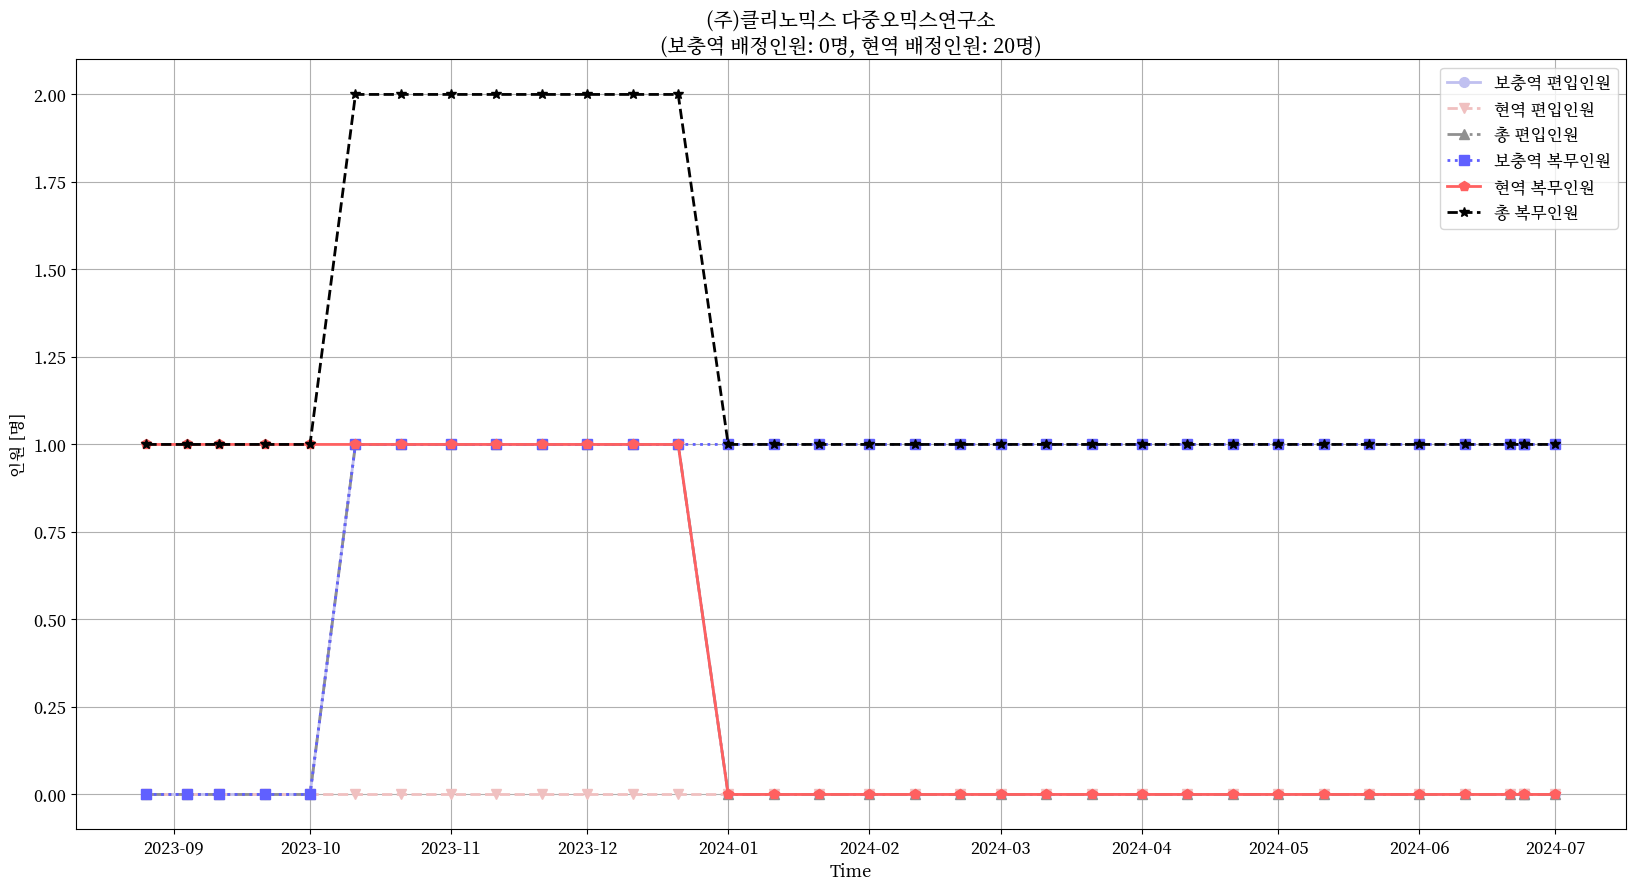 (주)클리노믹스 다중오믹스연구소
(보충역 배정인원: 0명, 현역 배정인원: 20명)
보충역 편입인원
현역 편입인원
총 편입인원
보충역 복무인원
현역 복무인원
총 복무인원
인원 [명]
2.00
1.75
1.50
1.25
1.00
0.75
0.50
0.25
0.00
2023-09 2023-10 2023-11 2023-12 2024-01 2024-02 2024-03 2024-04 2024-05 2024-06 2024-07
Time